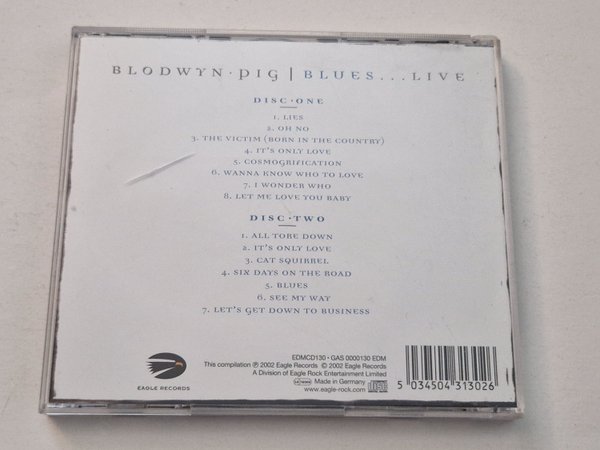 BLODWYN · PIG | BLUES...LIVE
DISC · ONE
1. LIES
2. OH NO
3. THE VICTIM (BORN IN THE COUNTRY)
4. IT'S ONLY LOVE
5. COSMOGRIFICATION
6. WANNA KNOW WHO TO LOVE
7. I WONDER WHO
8. LET ME LOVE YOU BABY
DISC · TWO
1. ALL TORE DOWN
2. IT'S ONLY LOVE
3. CAT SQUIRREL
4. SIX DAYS ON THE ROAD
5. BLUES
6. SEE MY WAY
7. LET'S GET DOWN TO BUSINESS
EAGLE RECORDS
EDMCD130 · GAS 0000130 EDM
This compilation ℗ 2002 Eagle Records © 2002 Eagle Records
A Division of Eagle Rock Entertainment Limited
Made in Germany
www.eagle-rock.com
5 034504 313026